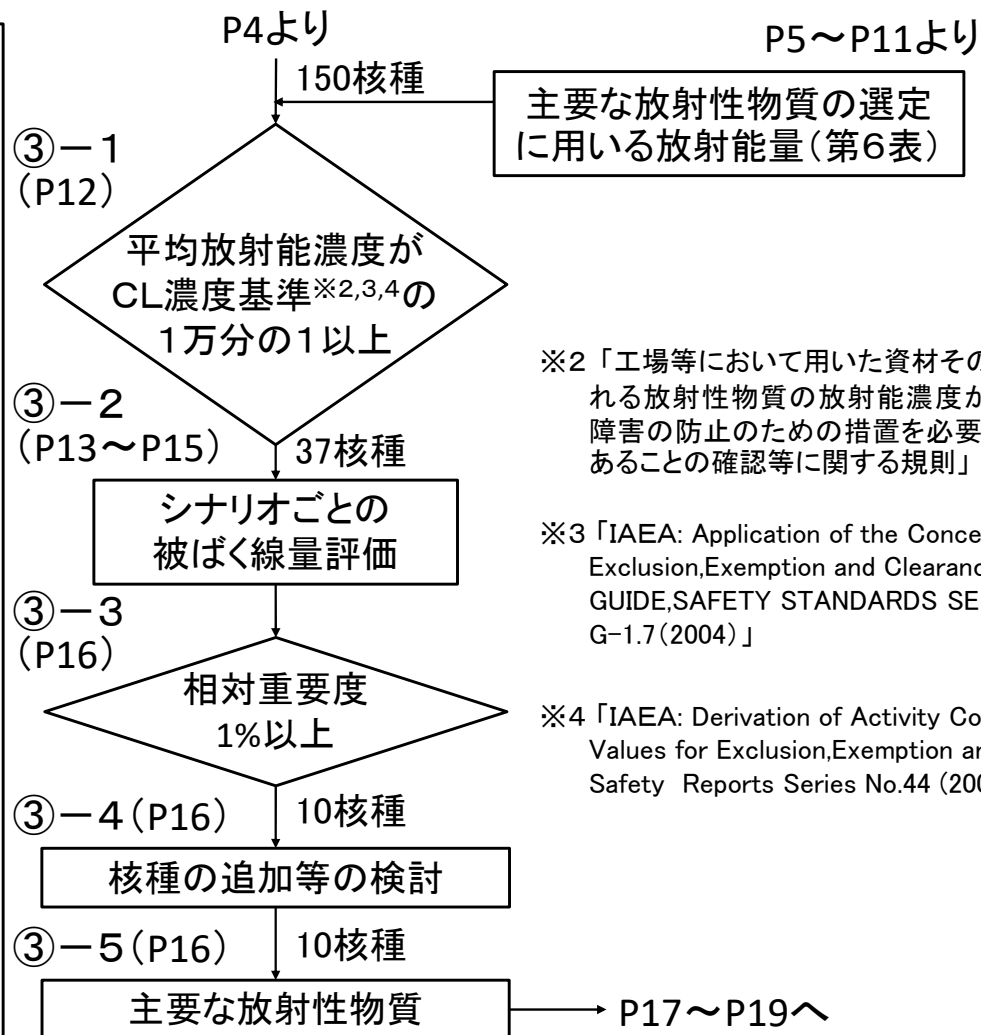 P4より
P5～P11より
150核種
主要な放射性物質の選定
に用いる放射能量(第6表)
③－1
(P12)
平均放射能濃度が
CL濃度基準※2,3,4の
1万分の1以上
③－2
(P13～P15)
37核種
シナリオごとの
被ばく線量評価
③－3
(P16)
相対重要度
1%以上
③－4(P16)
10核種
核種の追加等の検討
③－5(P16)
10核種
主要な放射性物質
P17～P19へ
※2「工場等において用いた資材その
れる放射性物質の放射能濃度が
障害の防止のための措置を必要
あることの確認等に関する規則」
※3「IAEA: Application of the Conce
Exclusion,Exemption and Clearanc
GUIDE,SAFETY STANDARDS SE
G-1.7(2004)」
※4「IAEA: Derivation of Activity Co
Values for Exclusion,Exemption ar
Safety Reports Series No.44 (200